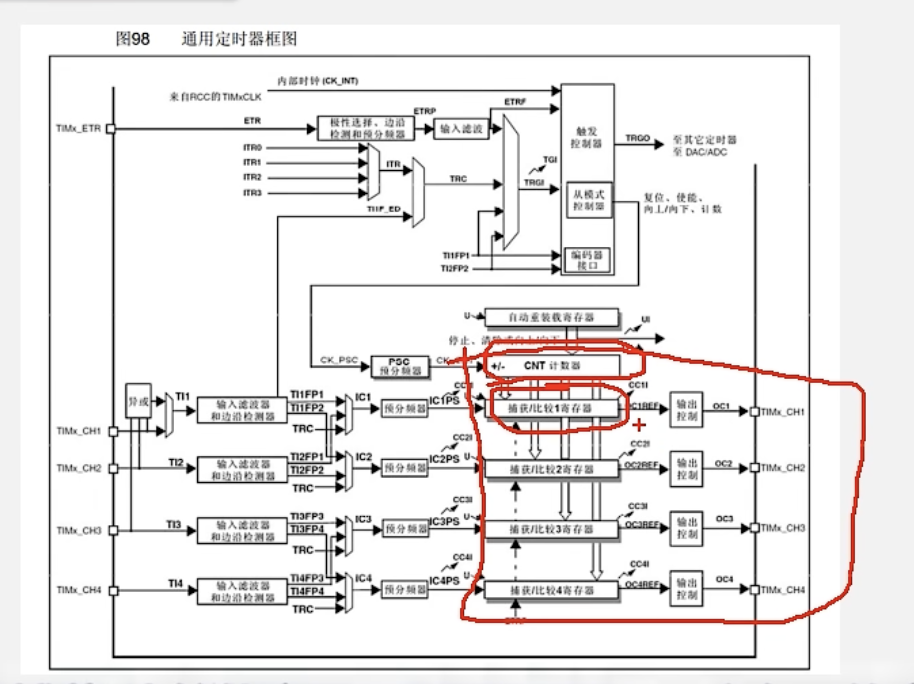 图98 通用定时器框图
内部时钟(CK_INT)
来自RCC的TIMxCLK
ETRF
ETRP
TIMx_ETR
ETR
极性选择、边沿
检测和预分频器
输入滤波
触发
控制器
TRGO
至其它定时器
至 DAC/ADC
ITR0
ITR1
ITR2
ITR3
ITR
TRC
TGI
TRGI
从模式
控制器
复位、使能、
向上/向下、计数
TI1F_ED
TI1FP1
TI2FP2
编码器
接口
U
自动重装载寄存器
UI
停止、清除或向上/向下
CK_PSC
PSC
预分频器
+/-
CNT 计数器
异或
TI1
输入滤波器
和边沿检测器
TI1FP1
TI1FP2
TRC
IC1
预分频器
IC1PS
捕获/比较1寄存器
CC1I
OC1REF
输出
控制
OC1
TIMx_CH1
TIMx_CH1
TIMx_CH2
TI2
输入滤波器
和边沿检测器
TI2FP1
TI2FP2
TRC
IC2
预分频器
CC2I
IC2PS
U
捕获/比较2寄存器
CC2I
OC2REF
输出
控制
OC2
TIMx_CH2
TIMx_CH3
TI3
输入滤波器
和边沿检测器
TI3FP3
TI3FP4
TRC
IC3
预分频器
CC3I
IC3PS
U
捕获/比较3寄存器
CC3I
OC3REF
输出
控制
OC3
TIMx_CH3
TIMx_CH4
TI4
输入滤波器
和边沿检测器
TI4FP3
TI4FP4
TRC
IC4
预分频器
CC4I
IC4PS
U
捕获/比较4寄存器
CC4I
OC4REF
输出
控制
OC4
TIMx_CH4